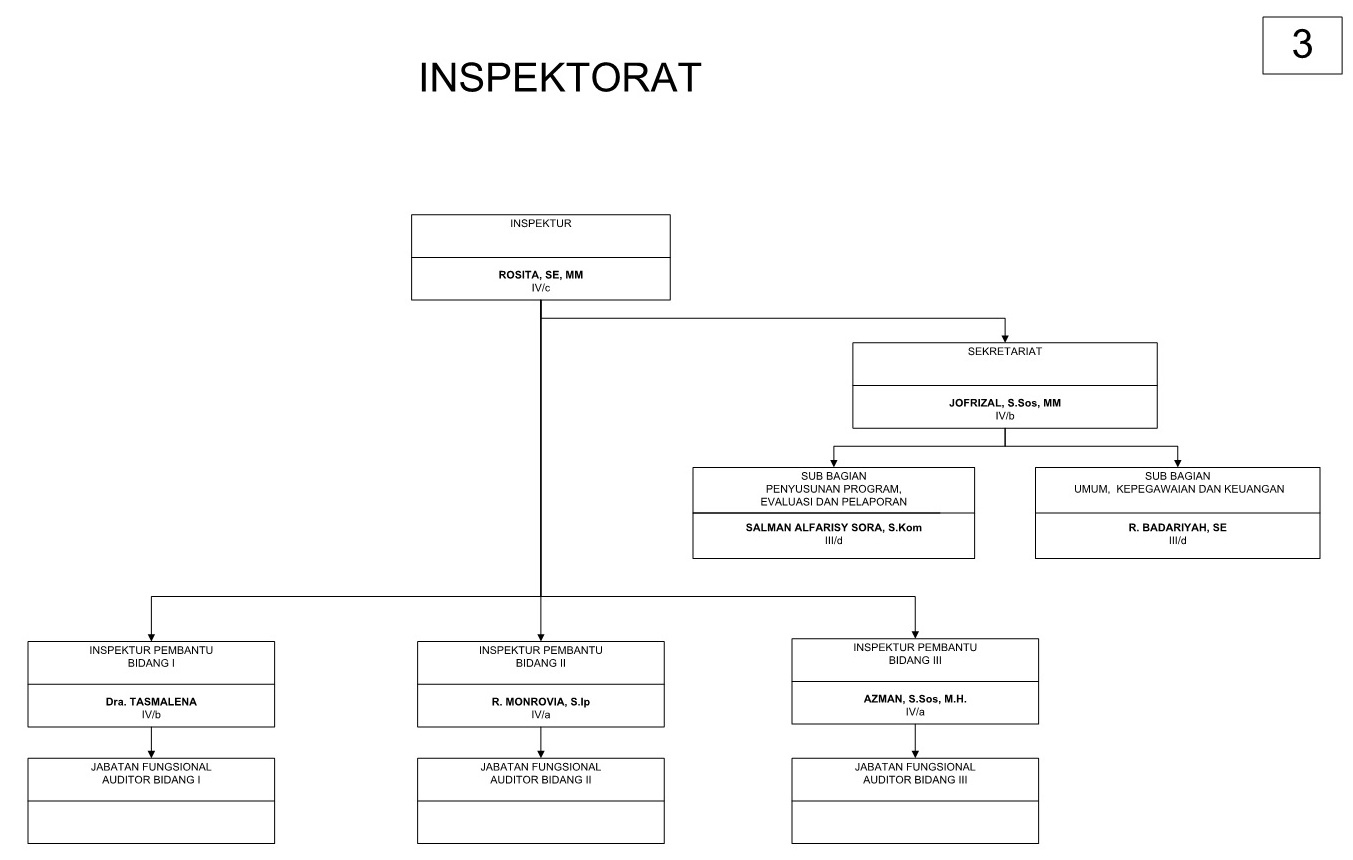 3
INSPEKTORAT
INSPEKTUR
ROSITA, SE, MM
IV/c
SEKRETARIAT
JOFRIZAL, S.Sos, MM
IV/b
SUB BAGIAN
PENYUSUNAN PROGRAM,
EVALUASI DAN PELAPORAN
SALMAN ALFARISY SORA, S.Kom
III/d
SUB BAGIAN
UMUM, KEPEGAWAIAN DAN KEUANGAN
R. BADARIYAH, SE
III/d
INSPEKTUR PEMBANTU
BIDANG I
Dra. TASMALENA
IV/b
INSPEKTUR PEMBANTU
BIDANG II
R. MONROVIA, S.Ip
IV/a
INSPEKTUR PEMBANTU
BIDANG III
AZMAN, S.Sos, M.H.
IV/a
JABATAN FUNGSIONAL
AUDITOR BIDANG I
JABATAN FUNGSIONAL
AUDITOR BIDANG II
JABATAN FUNGSIONAL
AUDITOR BIDANG III